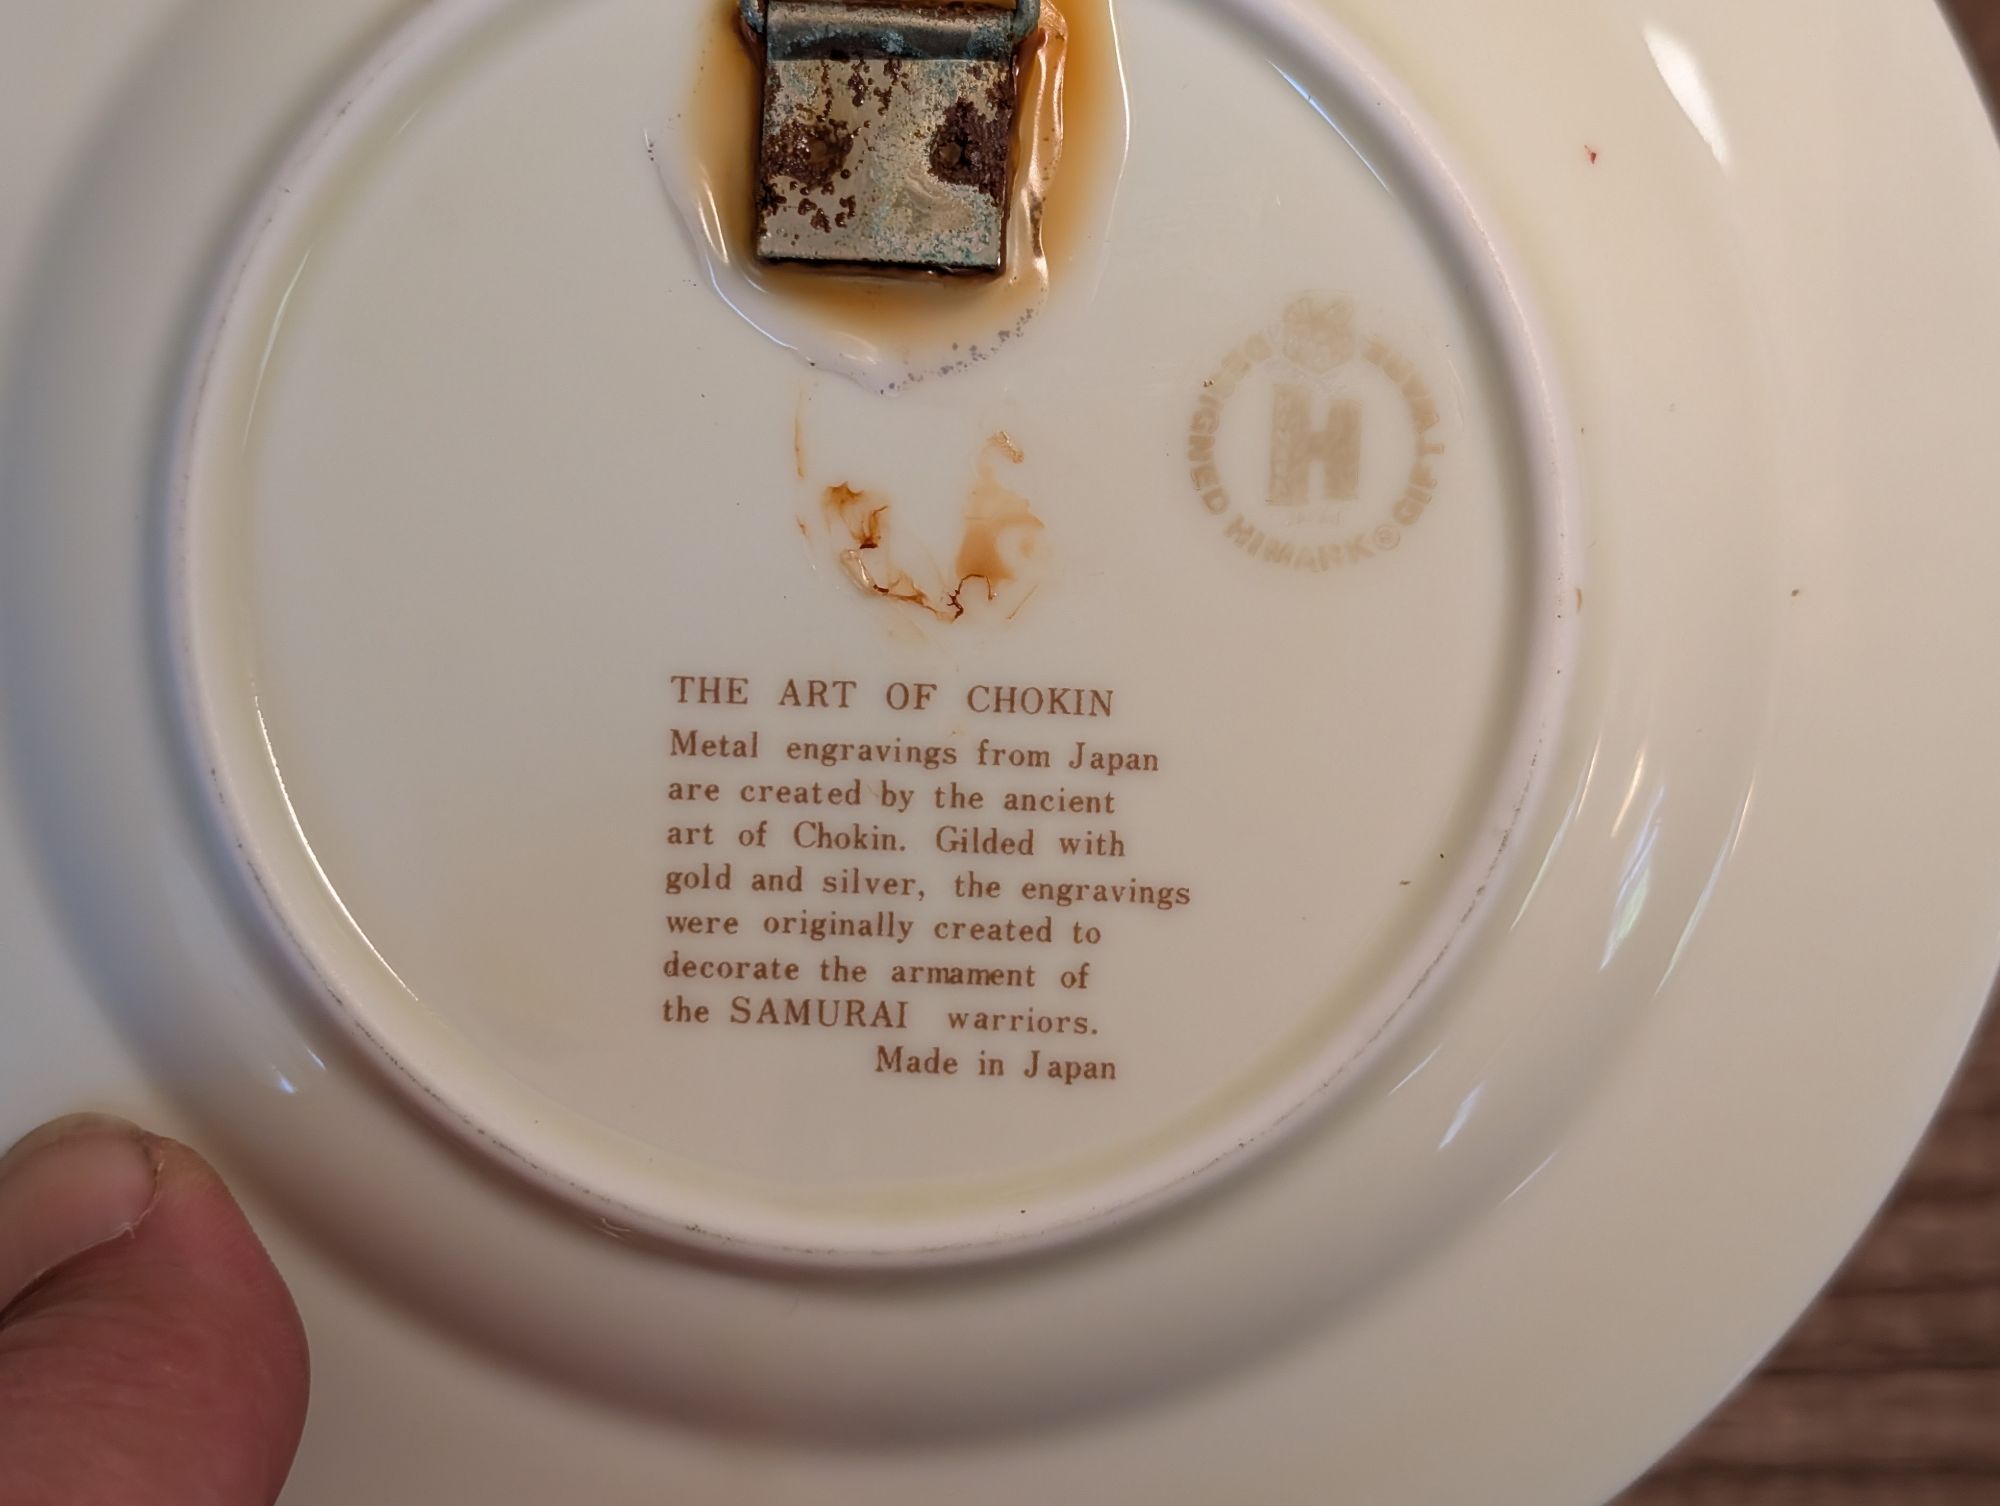 DESIGNED HIMARK® GIFTWARE
H
THE ART OF CHOKIN
Metal engravings from Japan
are created by the ancient
art of Chokin. Gilded with
gold and silver, the engravings
were originally created to
decorate the armament of
the SAMURAI warriors.
Made in Japan